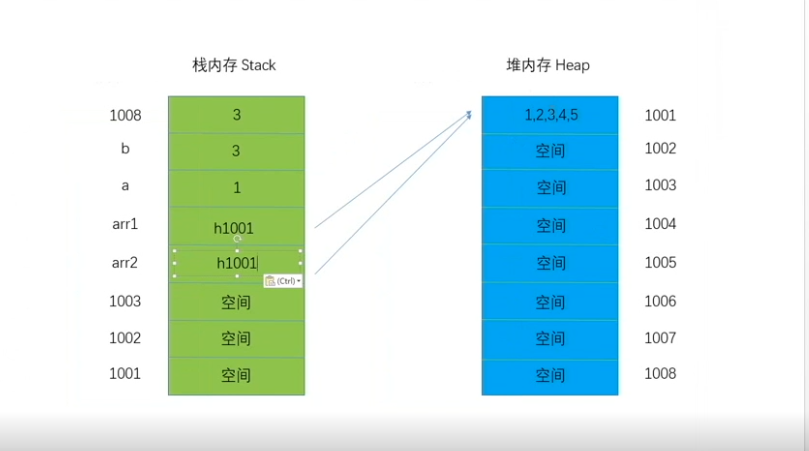 栈内存 Stack 堆内存 Heap
1008 3 1,2,3,4,5 1001
b 3 空间 1002
a 1 空间 1003
arr1 h1001 空间 1004
arr2 h1001 空间 1005
(Ctrl)
1003 空间 空间 1006
1002 空间 空间 1007
1001 空间 空间 1008